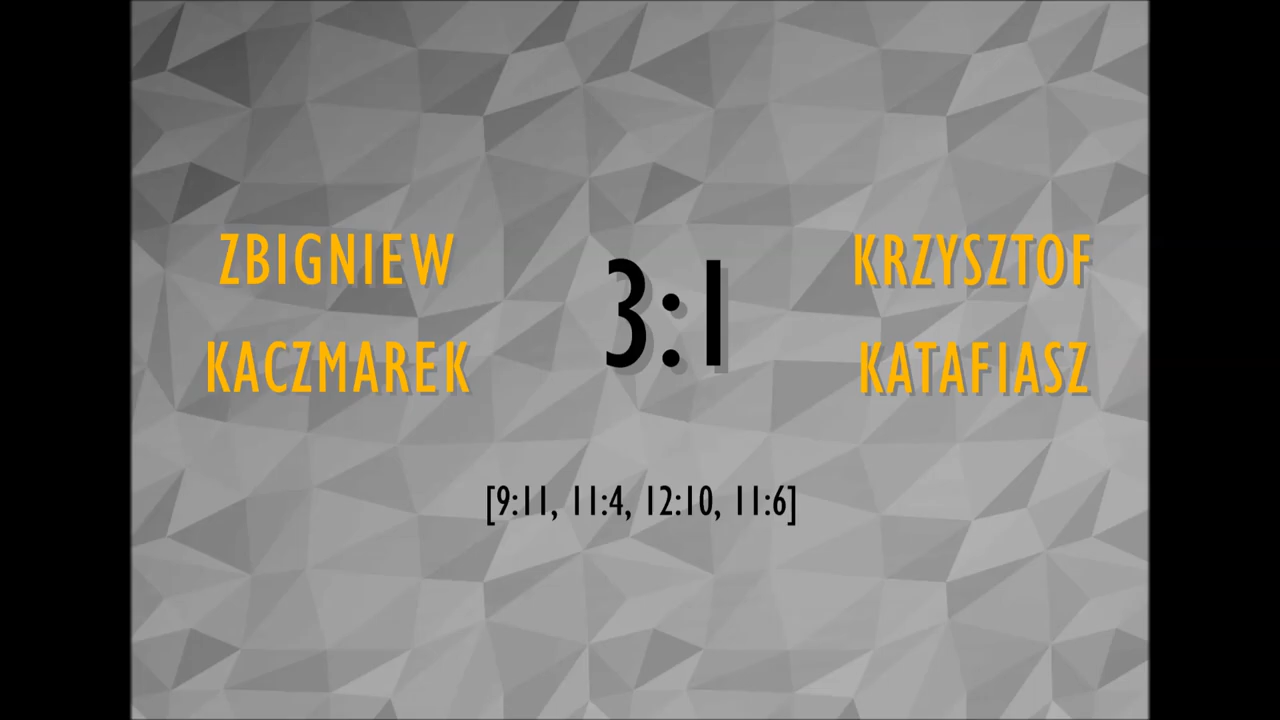 ZBIGNIEW
KACZMAREK
3:1
KRZYSZTOF
KATAFIASZ
[9:11, 11:4, 12:10, 11:6]